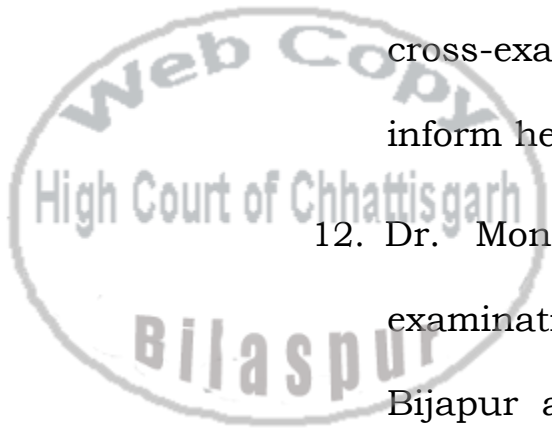 Web Copy
High Court of Chhattisgarh
Bilaspur
cross-exa
inform he
12. Dr. Mon
examinati
Bijapur a